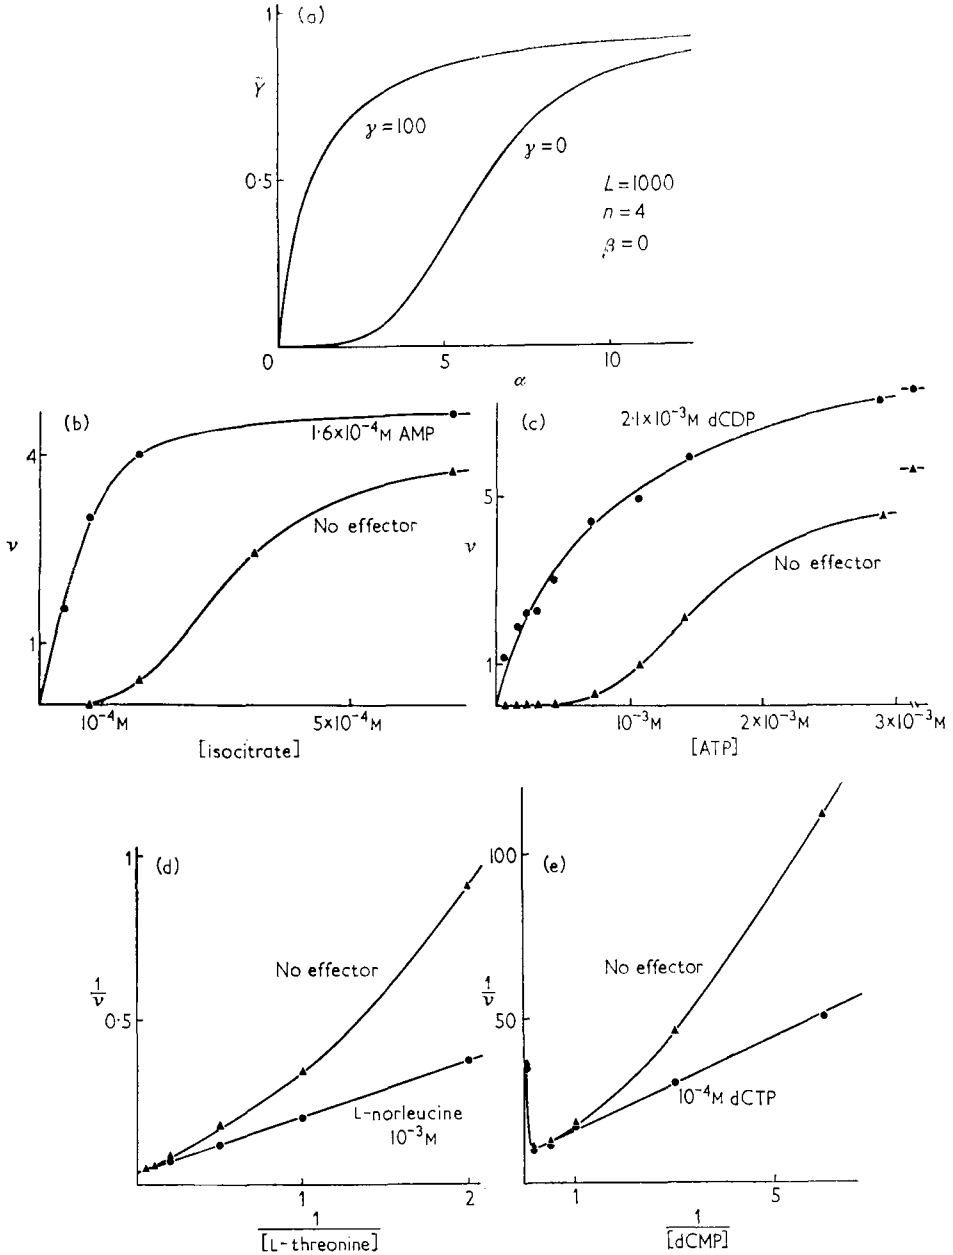 1
(a)
Ȳ
γ = 100
γ = 0
0·5
L = 1000
n = 4
β = 0
0
5
10
α
(b)
1·6×10⁻⁴M AMP
4
No effector
ν
1
10⁻⁴M
5×10⁻⁴M
[isocitrate]
(c)
2·1×10⁻³M dCDP
5
ν
No effector
1
10⁻³M
2×10⁻³M
3×10⁻³M
[ATP]
1
(d)
No effector
1/ν
0·5
L-norleucine
10⁻³M
1
2
1/[L-threonine]
100
(e)
No effector
1/ν
50
10⁻⁴M dCTP
1
5
1/[dCMP]